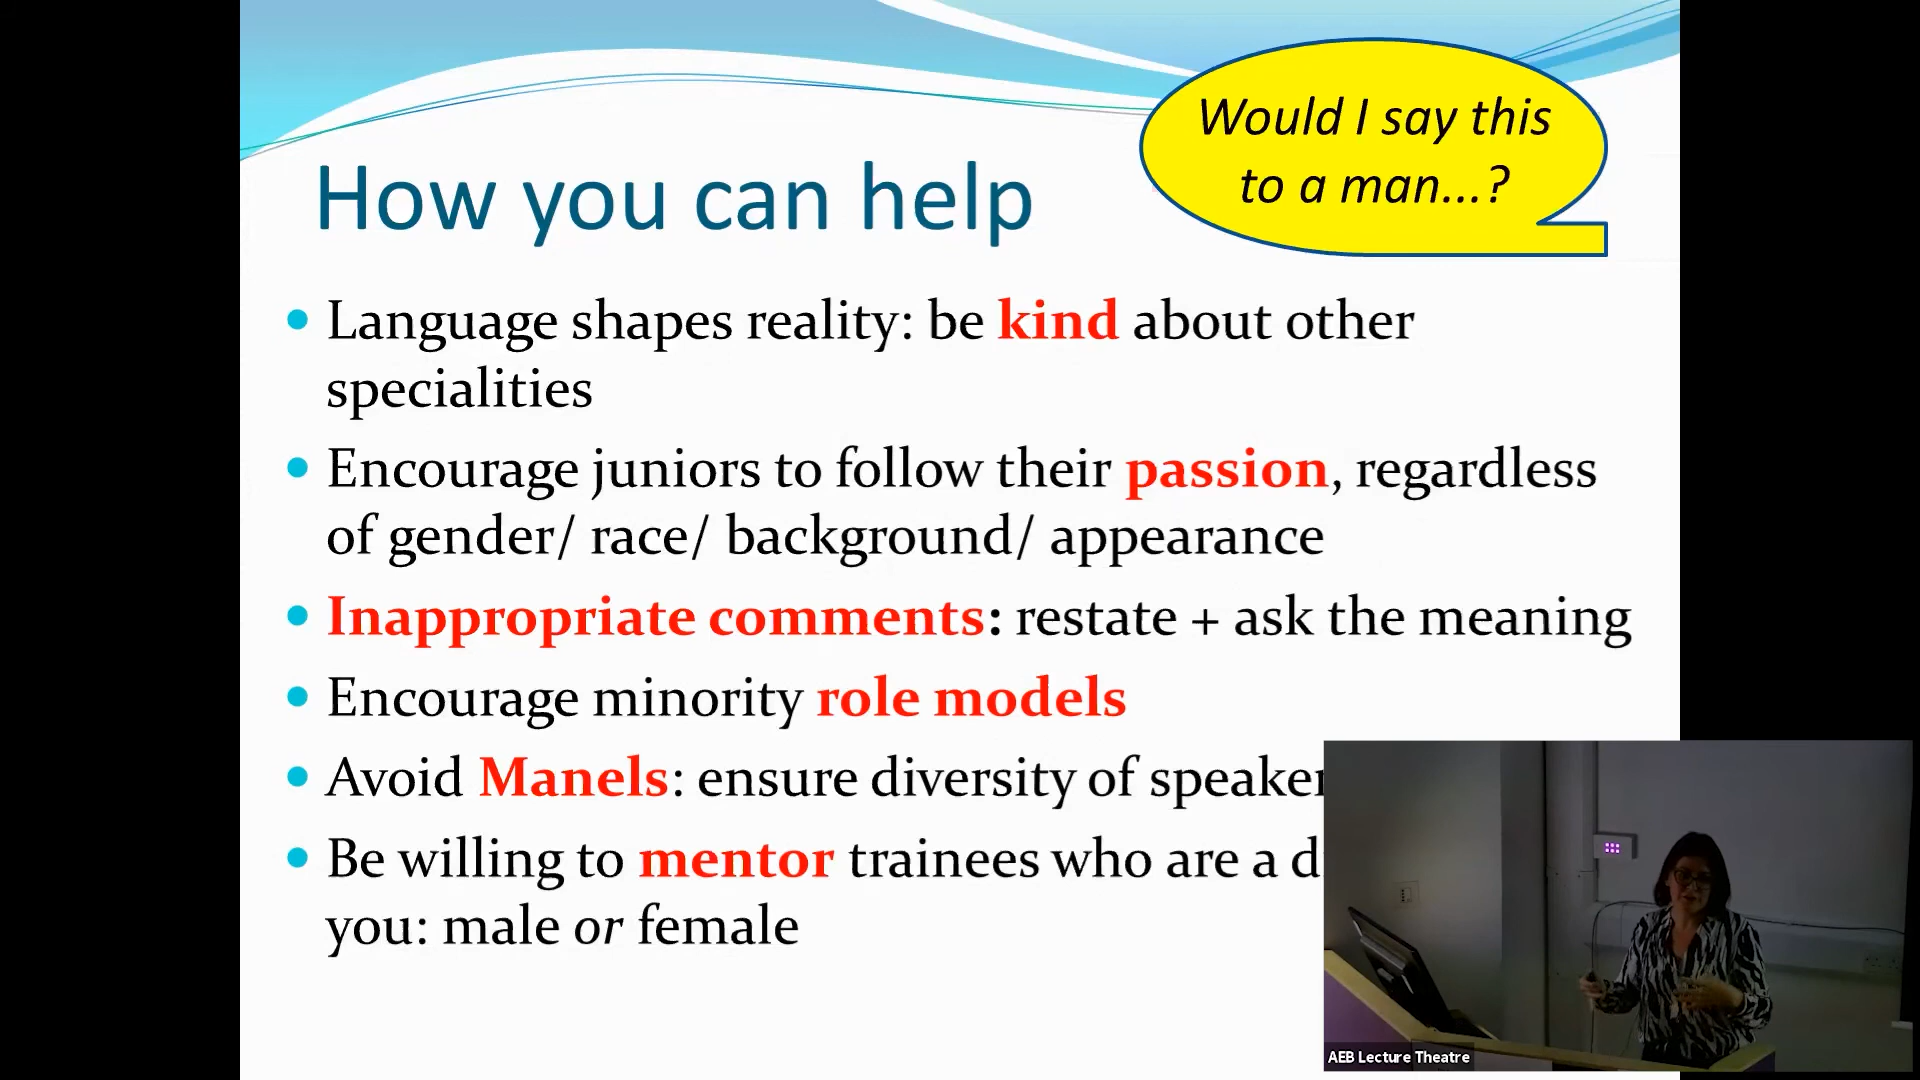 Would I say this
to a man...?
How you can help
Language shapes reality: be kind about other
specialities
Encourage juniors to follow their passion, regardless
of gender/ race/ background/ appearance
Inappropriate comments: restate + ask the meaning
Encourage minority role models
Avoid Manels: ensure diversity of
Be willing to mentor trainees who are a
you: male or female
AEB Lecture Theatre